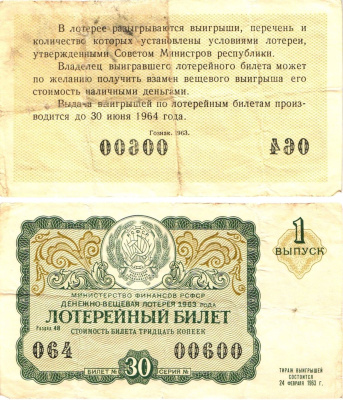 В лотерее разыгрываются выигрыши, перечень и
количество которых установлены условиями лотереи,
утвержденными Советом Министров республики.
Владелец выигравшего лотерейного билета может
по желанию получить взамен вещевого выигрыша его
стоимость наличными деньгами.
Выдача выигрышей по лотерейным билетам произ-
водится до 30 июня 1964 года.
Гознак. 1963.
00600 064
1
ВЫПУСК
МИНИСТЕРСТВО ФИНАНСОВ РСФСР
ДЕНЕЖНО-ВЕЩЕВАЯ ЛОТЕРЕЯ 1963 ГОДА
ЛОТЕРЕЙНЫЙ БИЛЕТ
Разряд 48
СТОИМОСТЬ БИЛЕТА ТРИДЦАТЬ КОПЕЕК
064 00600
БИЛЕТ № 30 СЕРИЯ №
ТИРАЖ ВЫИГРЫШЕЙ
СОСТОИТСЯ
24 ФЕВРАЛЯ 1963 Г.